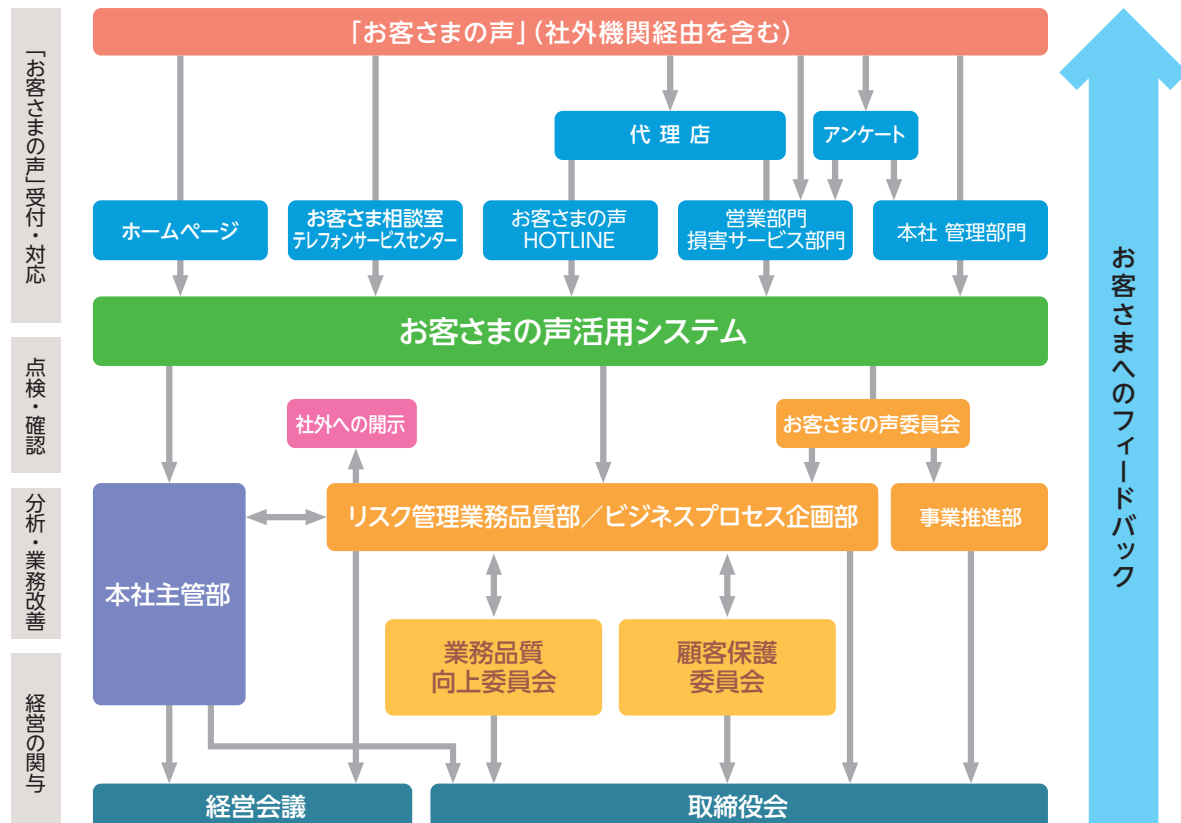 「お客さまの声」受付・対応
「お客さまの声」(社外機関経由を含む)
代理店
アンケート
ホームページ
お客さま相談室
テレフォンサービスセンター
お客さまの声
HOTLINE
営業部門
損害サービス部門
本社 管理部門
お客さまの声活用システム
点検・確認
社外への開示
お客さまの声委員会
分析・業務改善
本社主管部
リスク管理業務品質部/ビジネスプロセス企画部
事業推進部
業務品質
向上委員会
顧客保護
委員会
経営の関与
経営会議
取締役会
お客さまへのフィードバック